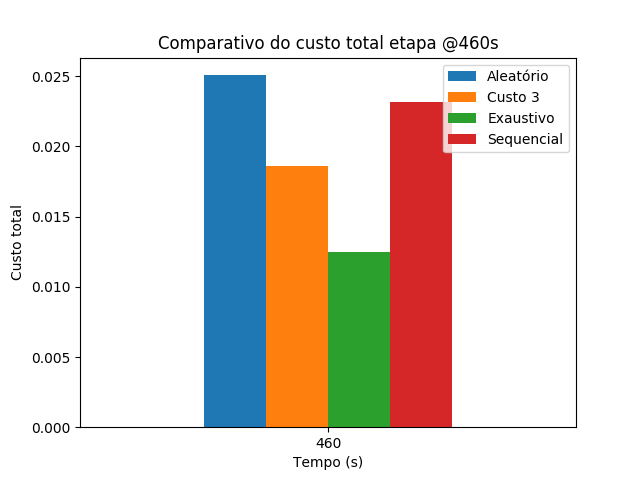 Comparativo do custo total etapa @460s
Aleatório
Custo 3
Exaustivo
Sequencial
0.025
0.020
0.015
0.010
0.005
0.000
Custo total
460
Tempo (s)